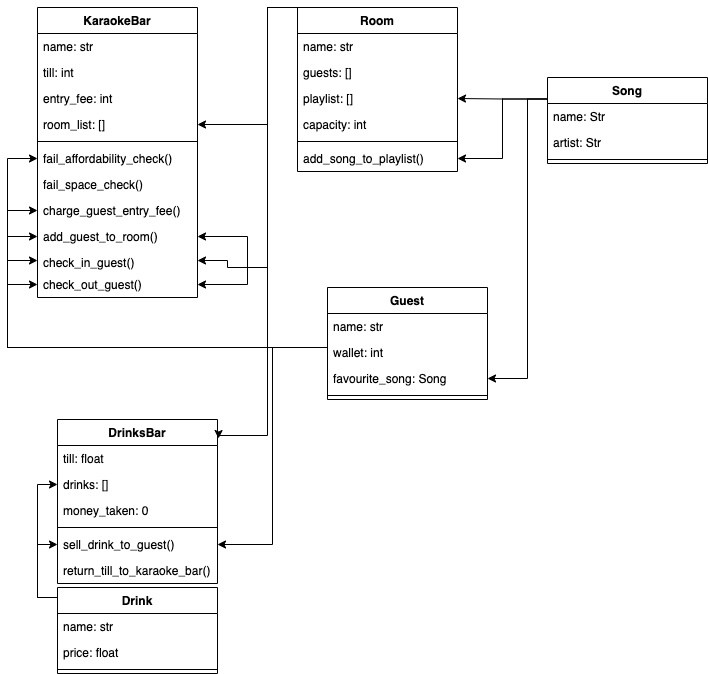 KaraokeBar
name: str
till: int
entry_fee: int
room_list: []
fail_affordability_check()
fail_space_check()
charge_guest_entry_fee()
add_guest_to_room()
check_in_guest()
check_out_guest()
Room
name: str
guests: []
playlist: []
capacity: int
add_song_to_playlist()
Song
name: Str
artist: Str
Guest
name: str
wallet: int
favourite_song: Song
DrinksBar
till: float
drinks: []
money_taken: 0
sell_drink_to_guest()
return_till_to_karaoke_bar()
Drink
name: str
price: float